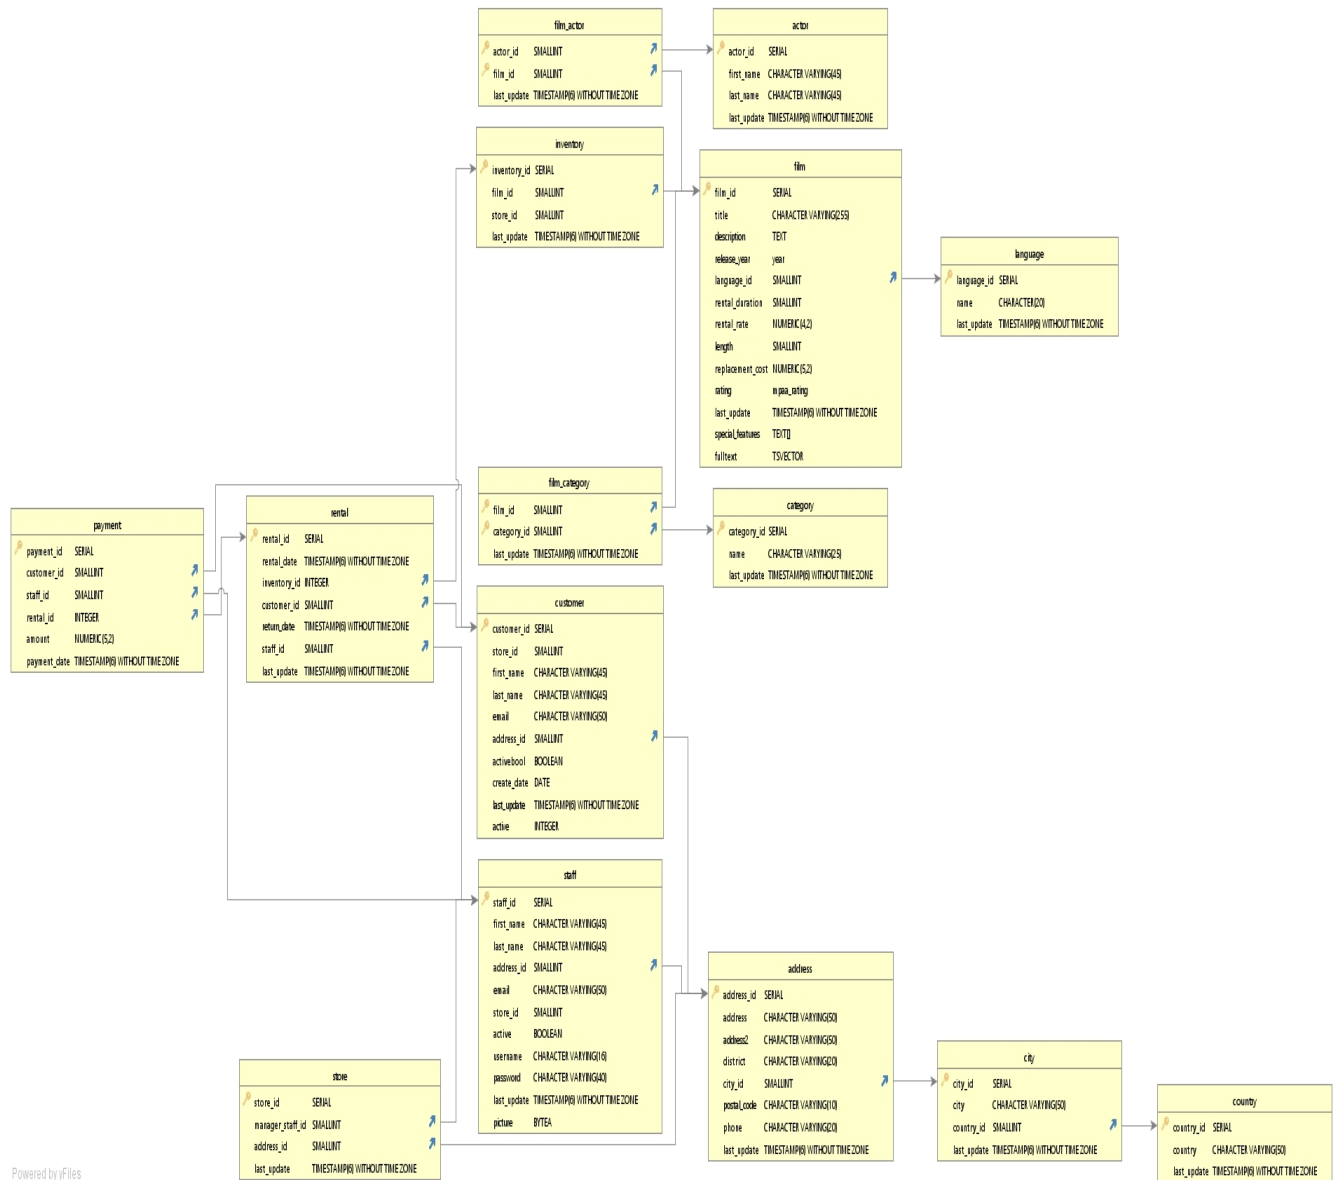 film_actor
actor_id SMALLINT
film_id SMALLINT
last_update TIMESTAMP(6) WITHOUT TIME ZONE
actor
actor_id SERIAL
first_name CHARACTER VARYING(45)
last_name CHARACTER VARYING(45)
last_update TIMESTAMP(6) WITHOUT TIME ZONE
inventory
inventory_id SERIAL
film_id SMALLINT
store_id SMALLINT
last_update TIMESTAMP(6) WITHOUT TIME ZONE
film
film_id SERIAL
title CHARACTER VARYING(255)
description TEXT
release_year year
language_id SMALLINT
rental_duration SMALLINT
rental_rate NUMERIC(4,2)
length SMALLINT
replacement_cost NUMERIC(5,2)
rating mpaa_rating
last_update TIMESTAMP(6) WITHOUT TIME ZONE
special_features TEXT[]
fulltext TSVECTOR
language
language_id SERIAL
name CHARACTER(20)
last_update TIMESTAMP(6) WITHOUT TIME ZONE
film_category
film_id SMALLINT
category_id SMALLINT
last_update TIMESTAMP(6) WITHOUT TIME ZONE
category
category_id SERIAL
name CHARACTER VARYING(25)
last_update TIMESTAMP(6) WITHOUT TIME ZONE
payment
payment_id SERIAL
customer_id SMALLINT
staff_id SMALLINT
rental_id INTEGER
amount NUMERIC(5,2)
payment_date TIMESTAMP(6) WITHOUT TIME ZONE
rental
rental_id SERIAL
rental_date TIMESTAMP(6) WITHOUT TIME ZONE
inventory_id INTEGER
customer_id SMALLINT
return_date TIMESTAMP(6) WITHOUT TIME ZONE
staff_id SMALLINT
last_update TIMESTAMP(6) WITHOUT TIME ZONE
customer
customer_id SERIAL
store_id SMALLINT
first_name CHARACTER VARYING(45)
last_name CHARACTER VARYING(45)
email CHARACTER VARYING(50)
address_id SMALLINT
activebool BOOLEAN
create_date DATE
last_update TIMESTAMP(6) WITHOUT TIME ZONE
active INTEGER
staff
staff_id SERIAL
first_name CHARACTER VARYING(45)
last_name CHARACTER VARYING(45)
address_id SMALLINT
email CHARACTER VARYING(50)
store_id SMALLINT
active BOOLEAN
username CHARACTER VARYING(16)
password CHARACTER VARYING(40)
last_update TIMESTAMP(6) WITHOUT TIME ZONE
picture BYTEA
store
store_id SERIAL
manager_staff_id SMALLINT
address_id SMALLINT
last_update TIMESTAMP(6) WITHOUT TIME ZONE
address
address_id SERIAL
address CHARACTER VARYING(50)
address2 CHARACTER VARYING(50)
district CHARACTER VARYING(20)
city_id SMALLINT
postal_code CHARACTER VARYING(10)
phone CHARACTER VARYING(20)
last_update TIMESTAMP(6) WITHOUT TIME ZONE
city
city_id SERIAL
city CHARACTER VARYING(50)
country_id SMALLINT
last_update TIMESTAMP(6) WITHOUT TIME ZONE
country
country_id SERIAL
country CHARACTER VARYING(50)
last_update TIMESTAMP(6) WITHOUT TIME ZONE
Powered by yFiles